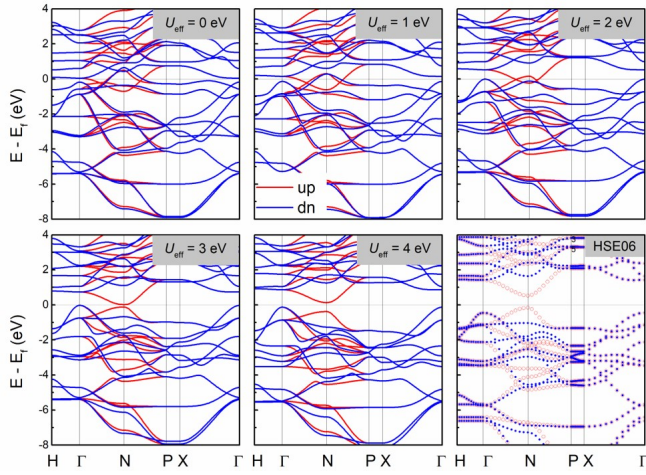 U_eff = 0 eV
U_eff = 1 eV
U_eff = 2 eV
E - E_f (eV)
4
2
0
-2
-4
-6
-8
up
dn
U_eff = 3 eV
U_eff = 4 eV
HSE06
E - E_f (eV)
4
2
0
-2
-4
-6
-8
H Γ N P X Γ
H Γ N P X Γ
H Γ N P X Γ